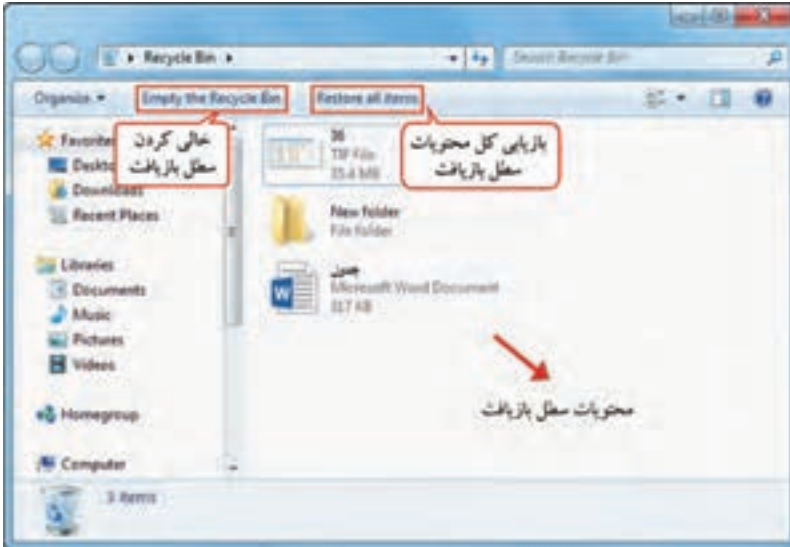 Recycle Bin
Search Recycle Bin
Organize
Empty the Recycle Bin
Restore all items
خالی کردن
سطل بازیافت
بازیابی کل محتویات
سطل بازیافت
Favorites
Desktop
Downloads
Recent Places
Libraries
Documents
Music
Pictures
Videos
Homegroup
Computer
TIF File
New folder
File folder
جدول
Microsoft Word Document
محتویات سطل بازیافت
3 items